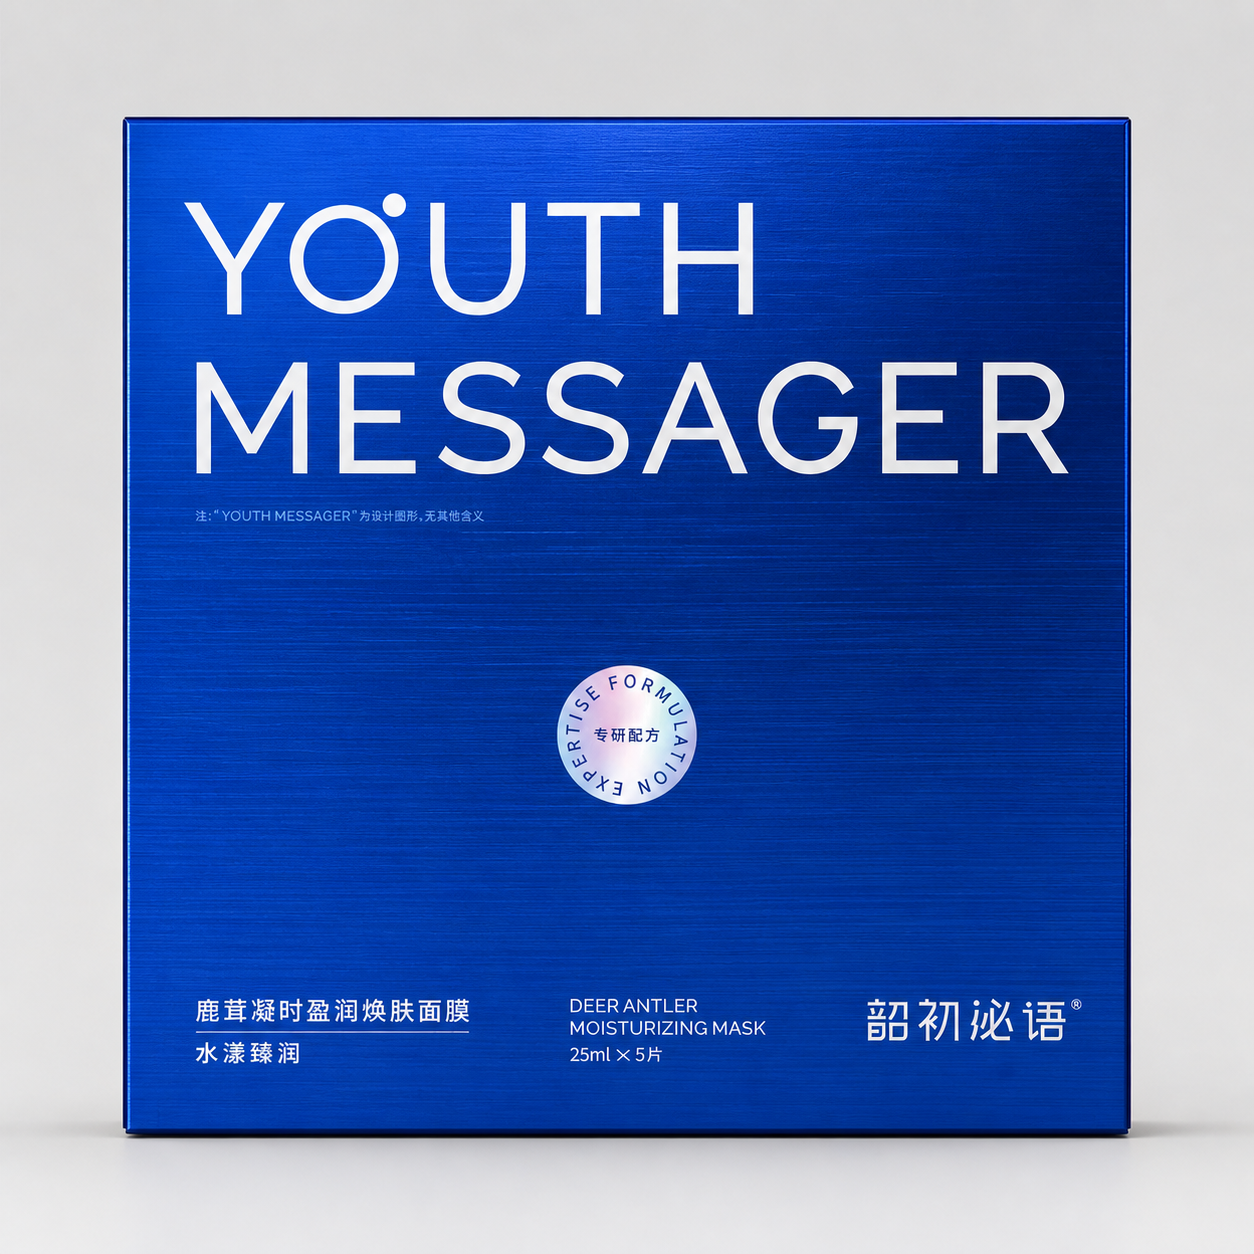 YOUTH
MESSAGER
注:“YOUTH MESSAGER”为设计图形,无其他含义
EXPERTISE FORMULATION
专研配方
鹿茸凝时盈润焕肤面膜
水漾臻润
DEER ANTLER
MOISTURIZING MASK
25ml × 5片
韶初泌语®